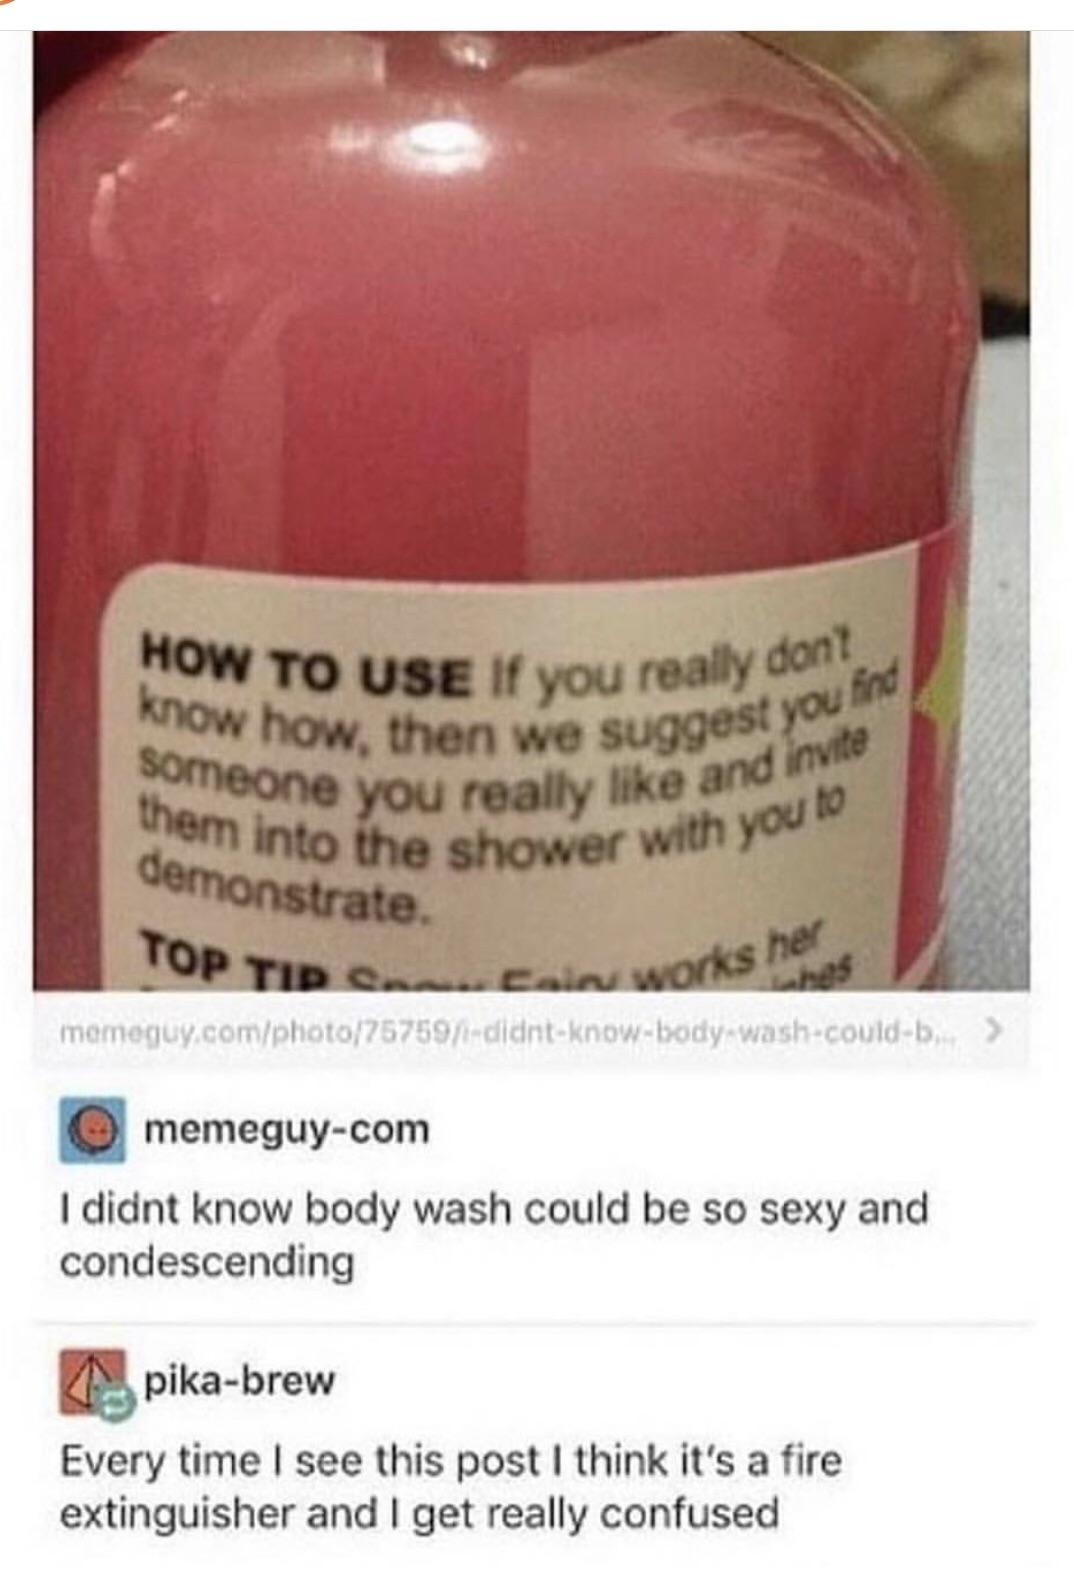 HOW TO USE If you really don't
know how, then we suggest you find
someone you really like and invite
them into the shower with you to
demonstrate.
TOP TIP Snow Fairy works her
memeguy.com/photo/75759/i-didnt-know-body-wash-could-b...
memeguy-com
I didnt know body wash could be so sexy and
condescending
pika-brew
Every time I see this post I think it's a fire
extinguisher and I get really confused